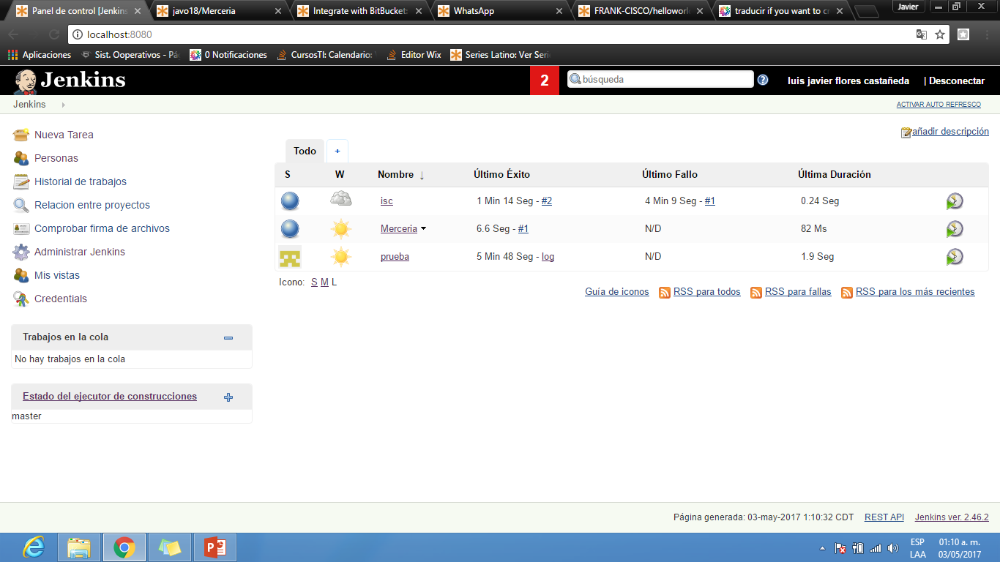 Panel de control [Jenkins
javo18/Merceria
Integrate with BitBucket:
WhatsApp
FRANK-CISCO/hellowor
traducir if you want to c
Javier
localhost:8080
Aplicaciones
Sist. Ooperativos - Pá
0 Notificaciones
CursosTI: Calendario:
Editor Wix
Series Latino: Ver Seri
Jenkins
2
búsqueda
luis javier flores castañeda | Desconectar
Jenkins
ACTIVAR AUTO REFRESCO
Nueva Tarea
Personas
Historial de trabajos
Relacion entre proyectos
Comprobar firma de archivos
Administrar Jenkins
Mis vistas
Credentials
Trabajos en la cola
No hay trabajos en la cola
Estado del ejecutor de construcciones
master
añadir descripción
Todo +
S W Nombre ↓ Último Éxito Último Fallo Última Duración
isc 1 Min 14 Seg - #2 4 Min 9 Seg - #1 0.24 Seg
Merceria 6.6 Seg - #1 N/D 82 Ms
prueba 5 Min 48 Seg - log N/D 1.9 Seg
Icono: S M L
Guía de iconos RSS para todos RSS para fallas RSS para los más recientes
Página generada: 03-may-2017 1:10:32 CDT REST API Jenkins ver. 2.46.2
ESP
LAA
01:10 a. m.
03/05/2017